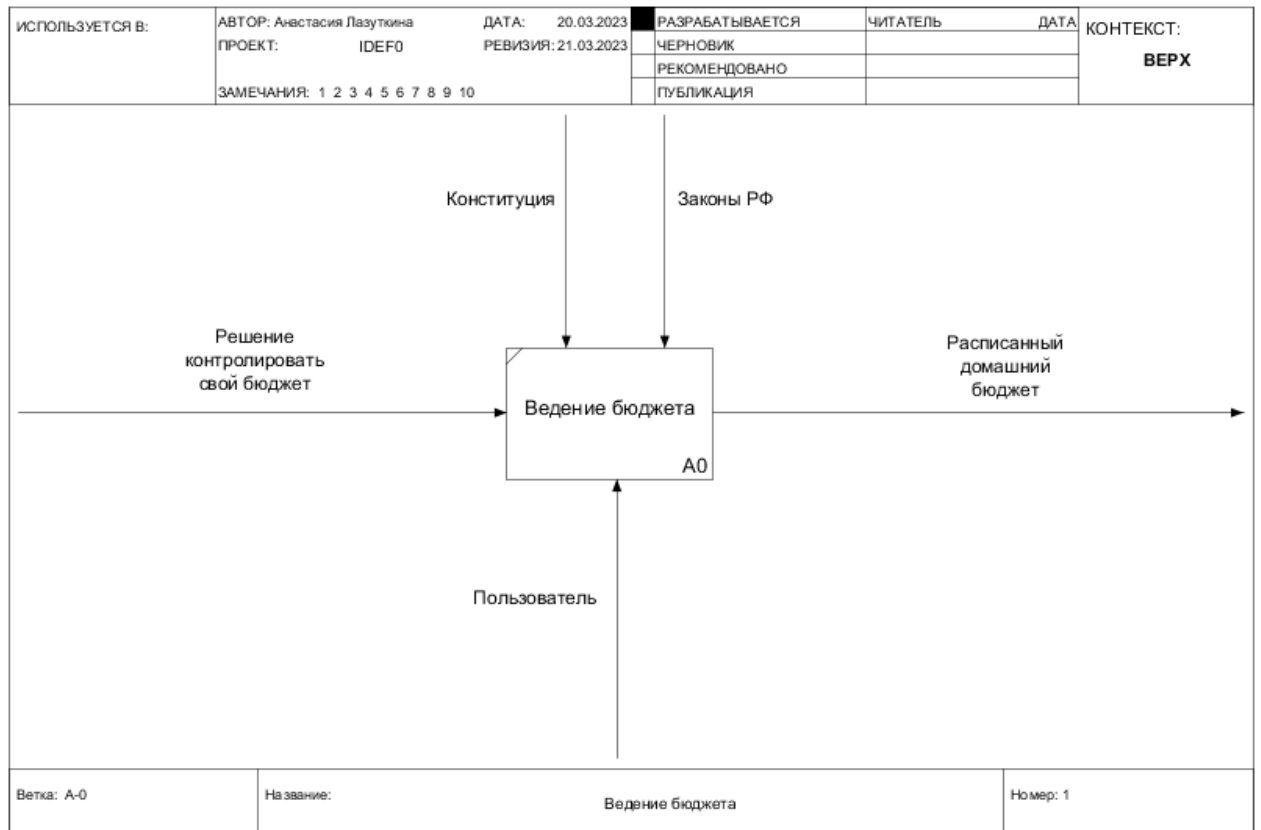 ИСПОЛЬЗУЕТСЯ В:
АВТОР: Анастасия Лазуткина
ДАТА: 20.03.2023
РАЗРАБАТЫВАЕТСЯ
ЧИТАТЕЛЬ
ДАТА
КОНТЕКСТ:
ПРОЕКТ: IDEF0
РЕВИЗИЯ: 21.03.2023
ЧЕРНОВИК
ВЕРХ
РЕКОМЕНДОВАНО
ЗАМЕЧАНИЯ: 1 2 3 4 5 6 7 8 9 10
ПУБЛИКАЦИЯ
Конституция
Законы РФ
Решение
контролировать
свой бюджет
Расписанный
домашний
бюджет
Ведение бюджета
A0
Пользователь
Ветка: A-0
Название:
Ведение бюджета
Номер: 1